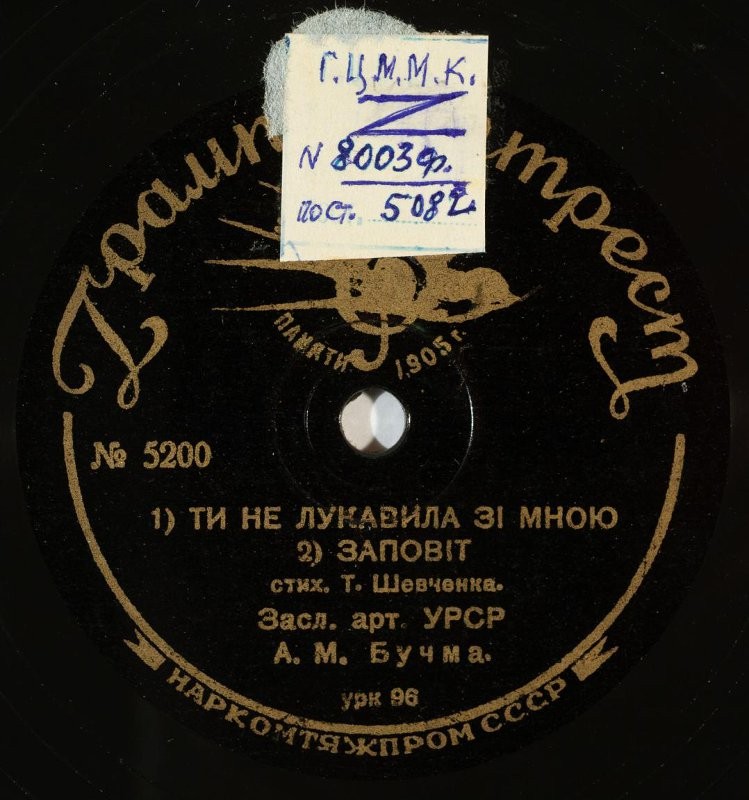 Г.Ц.М.М.К.
N 8003ф.
пост. 5082
Грамп трест
ПАМЯТИ 1905 г.
№ 5200
1) ТИ НЕ ЛУКАВИЛА ЗІ МНОЮ
2) ЗАПОВІТ
стих. Т. Шевченка.
Засл. арт. УРСР
А. М. Бучма.
урк 96
НАРКОМТЯЖПРОМ СССР